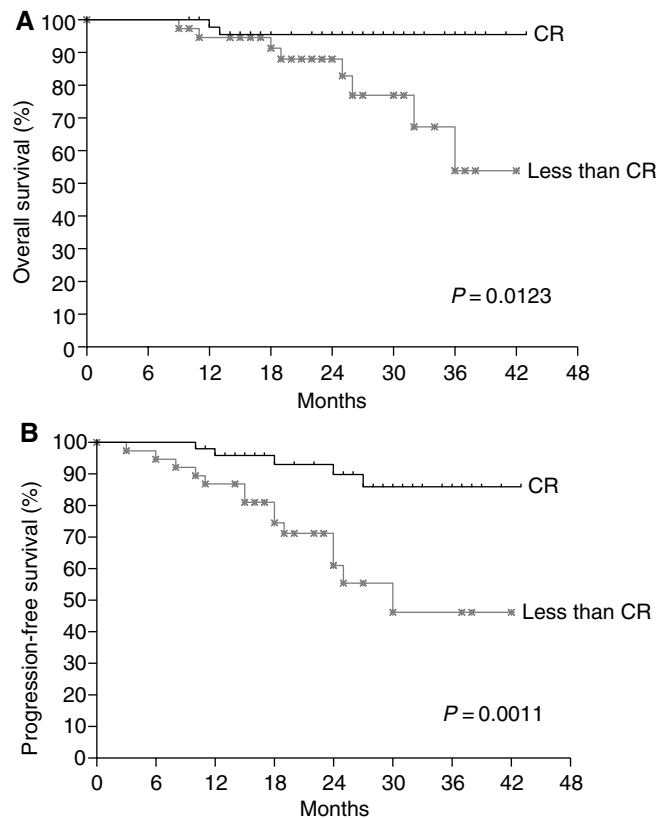 A
Overall survival (%)
100
90
80
70
60
50
40
30
20
10
0
CR
Less than CR
P = 0.0123
0 6 12 18 24 30 36 42 48
Months
B
Progression-free survival (%)
100
90
80
70
60
50
40
30
20
10
0
CR
Less than CR
P = 0.0011
0 6 12 18 24 30 36 42 48
Months